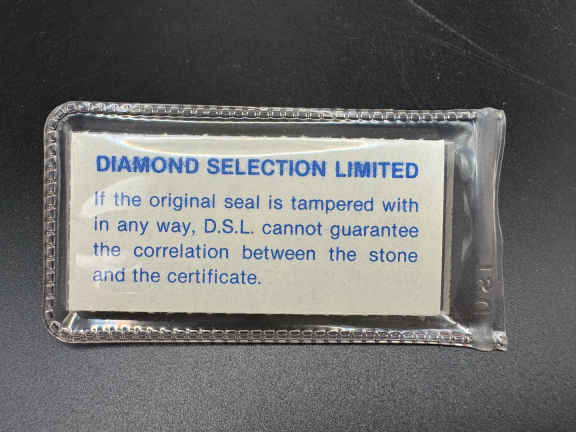 DIAMOND SELECTION LIMITED
If the original seal is tampered with
in any way, D.S.L. cannot guarantee
the correlation between the stone
and the certificate.